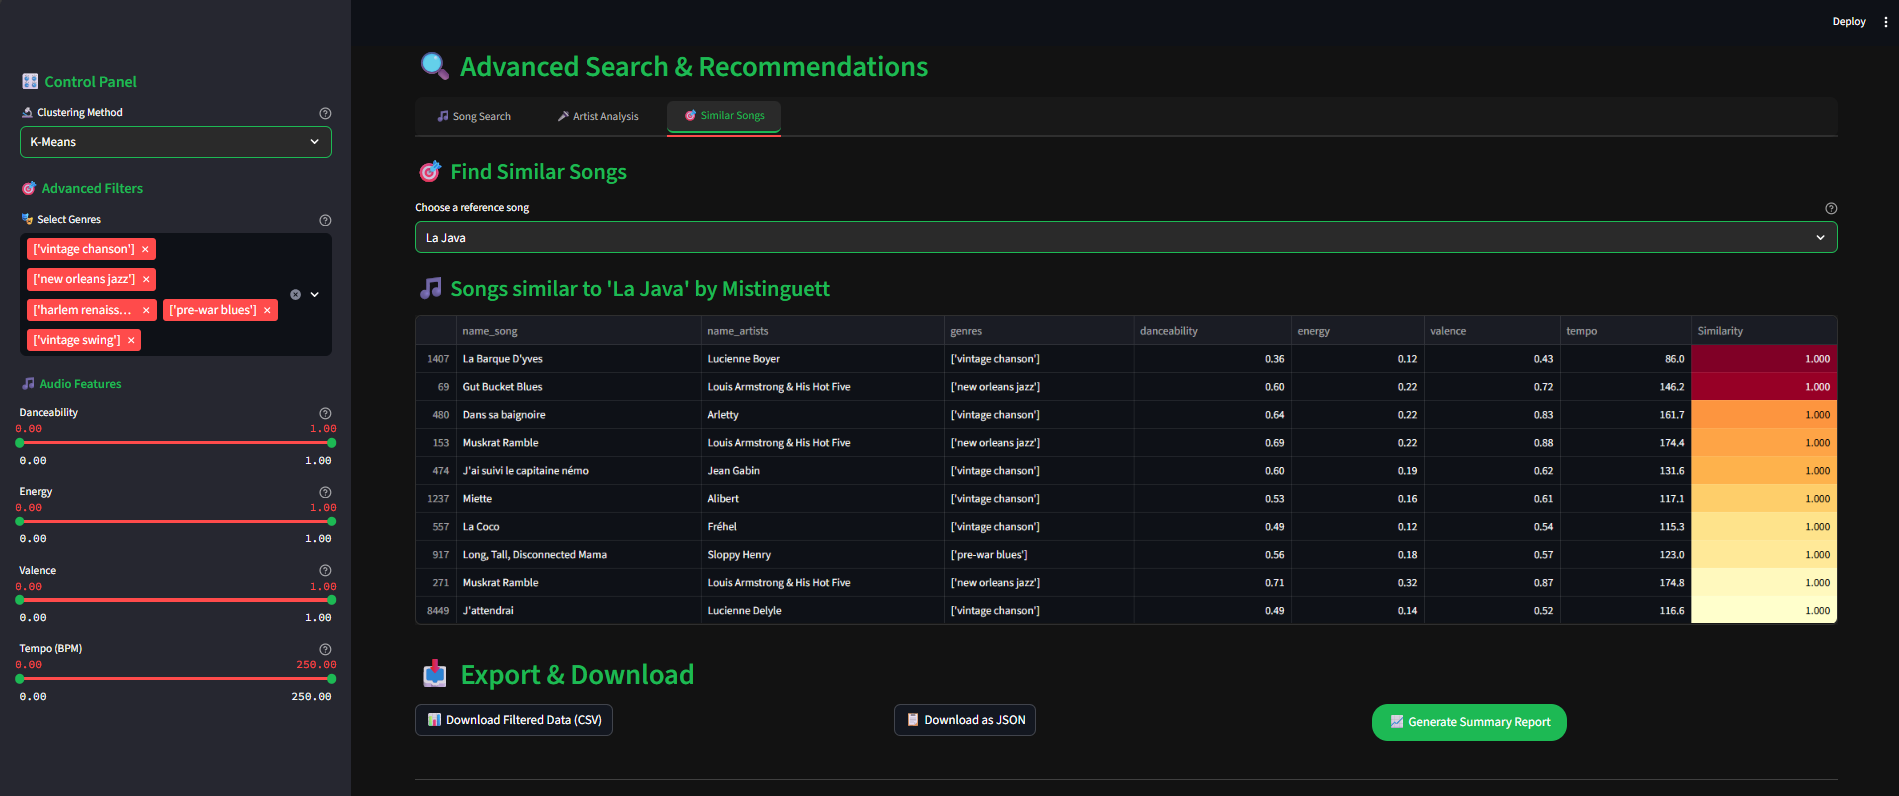 Deploy
Control Panel
Clustering Method
K-Means
Advanced Filters
Select Genres
['vintage chanson'] ×
['new orleans jazz'] ×
['harlem renaiss... × ['pre-war blues'] ×
['vintage swing'] ×
Audio Features
Danceability
0.00 1.00
0.00 1.00
Energy
0.00 1.00
0.00 1.00
Valence
0.00 1.00
0.00 1.00
Tempo (BPM)
0.00 250.00
0.00 250.00
Advanced Search & Recommendations
Song Search Artist Analysis Similar Songs
Find Similar Songs
Choose a reference song
La Java
Songs similar to 'La Java' by Mistinguett
name_song name_artists genres danceability energy valence tempo Similarity
1407 La Barque D'yves Lucienne Boyer ['vintage chanson'] 0.36 0.12 0.43 86.0 1.000
69 Gut Bucket Blues Louis Armstrong & His Hot Five ['new orleans jazz'] 0.60 0.22 0.72 146.2 1.000
480 Dans sa baignoire Arletty ['vintage chanson'] 0.64 0.22 0.83 161.7 1.000
153 Muskrat Ramble Louis Armstrong & His Hot Five ['new orleans jazz'] 0.69 0.22 0.88 174.4 1.000
474 J'ai suivi le capitaine némo Jean Gabin ['vintage chanson'] 0.60 0.19 0.62 131.6 1.000
1237 Miette Alibert ['vintage chanson'] 0.53 0.16 0.61 117.1 1.000
557 La Coco Fréhel ['vintage chanson'] 0.49 0.12 0.54 115.3 1.000
917 Long, Tall, Disconnected Mama Sloppy Henry ['pre-war blues'] 0.56 0.18 0.57 123.0 1.000
271 Muskrat Ramble Louis Armstrong & His Hot Five ['new orleans jazz'] 0.71 0.32 0.87 174.8 1.000
8449 J'attendrai Lucienne Delyle ['vintage chanson'] 0.49 0.14 0.52 116.6 1.000
Export & Download
Download Filtered Data (CSV) Download as JSON Generate Summary Report